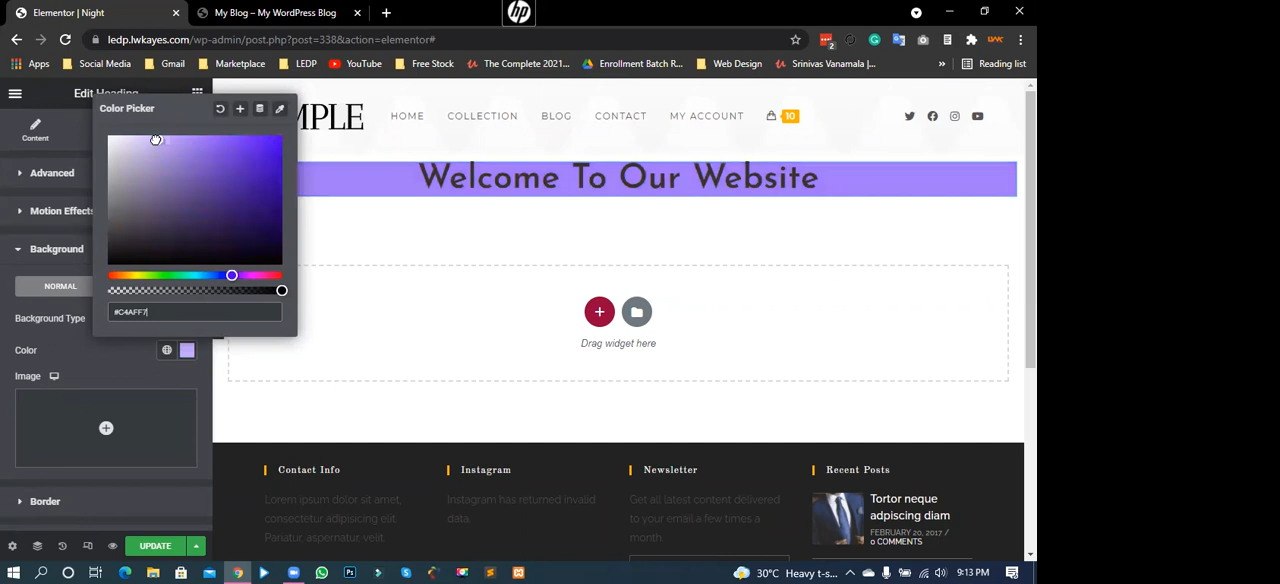 Elementor | Night
My Blog – My WordPress Blog
hp
ledp.lwkayes.com/wp-admin/post.php?post=338&action=elementor#
2
Apps
Social Media
Gmail
Marketplace
LEDP
YouTube
Free Stock
The Complete 2021...
Enrollment Batch R...
Web Design
Srinivas Vanamala |...
»
Reading list
Edit Heading
Color Picker
Content
Advanced
Motion Effects
Background
NORMAL
Background Type
#C4AFF7
Color
Image
Border
UPDATE
MPLE
HOME
COLLECTION
BLOG
CONTACT
MY ACCOUNT
10
Welcome To Our Website
Drag widget here
Contact Info
Lorem ipsum dolor sit amet,
consectetur adipisicing elit.
Pariatur, aspernatur, velit.
Instagram
Instagram has returned invalid
data.
Newsletter
Get all latest content delivered
to your email a few times a
month.
Recent Posts
Tortor neque
adpiscing diam
FEBRUARY 20, 2017 /
0 COMMENTS
30°C Heavy t-s...
9:13 PM